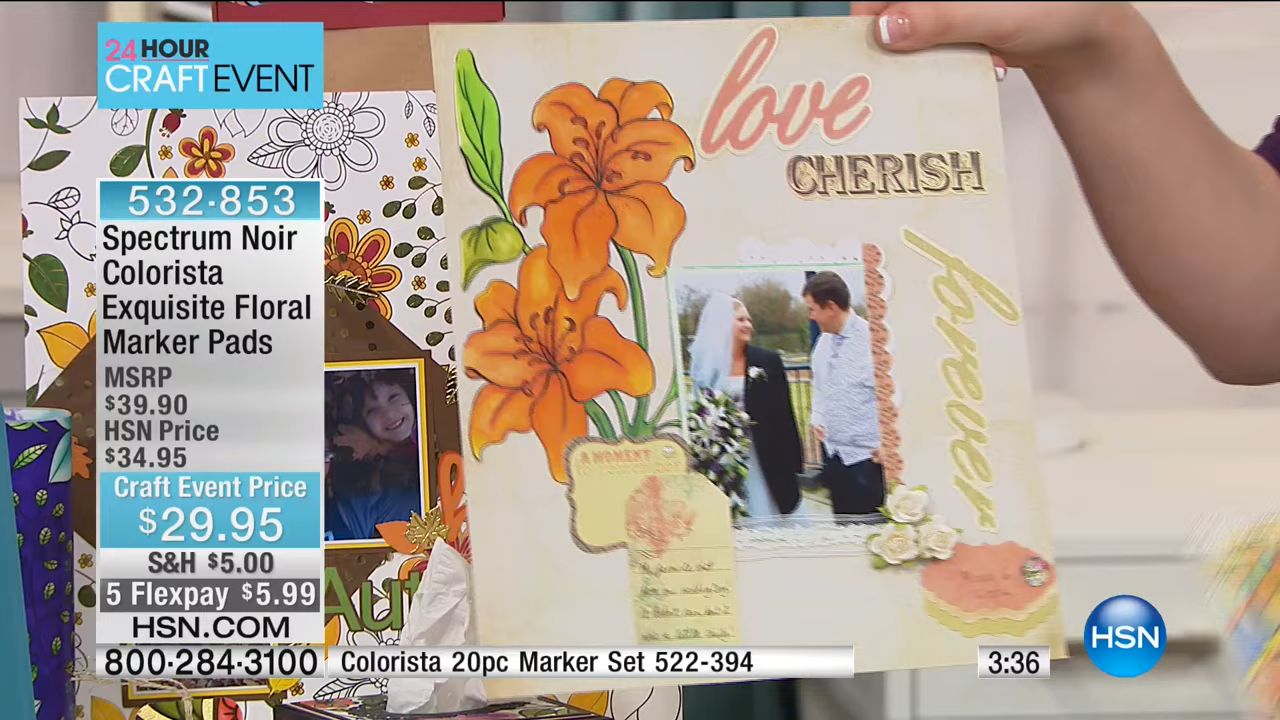 24 HOUR
CRAFT EVENT
532-853
Spectrum Noir
Colorista
Exquisite Floral
Marker Pads
MSRP
$39.90
HSN Price
$34.95
Craft Event Price
$29.95
S&H $5.00
5 Flexpay $5.99
HSN.COM
800-284-3100
Colorista 20pc Marker Set 522-394
3:36
HSN
love
CHERISH
forever
A MOMENT
Aut